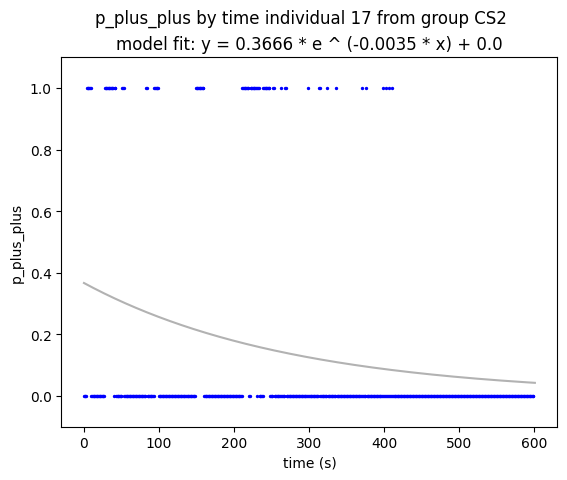 p_plus_plus by time individual 17 from group CS2
model fit: y = 0.3666 * e ^ (-0.0035 * x) + 0.0
1.0
0.8
0.6
0.4
0.2
0.0
p_plus_plus
0 100 200 300 400 500 600
time (s)